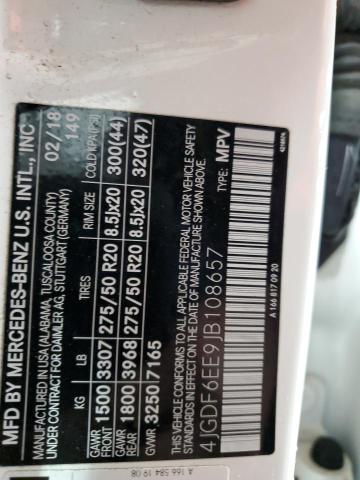 MFD BY MERCEDES-BENZ U.S. INTL., INC
MANUFACTURED IN USA(ALABAMA, TUSCALOOSA COUNTY)
UNDER CONTRACT FOR DAIMLER AG, STUTTGART(GERMANY)
02/18
149
KG LB TIRES RIM SIZE COLD KPA(PSI)
GAWR FRONT 1500 3307 275/50 R20 8.5Jx20 300(44)
GAWR REAR 1800 3968 275/50 R20 8.5Jx20 320(47)
GVWR 3250 7165
THIS VEHICLE CONFORMS TO ALL APPLICABLE FEDERAL MOTOR VEHICLE SAFETY
STANDARDS IN EFFECT ON THE DATE OF MANUFACTURE SHOWN ABOVE.
4JGDF6EE9JB108657 TYPE: MPV
A 166 817 09 20
A 166 584 19 08